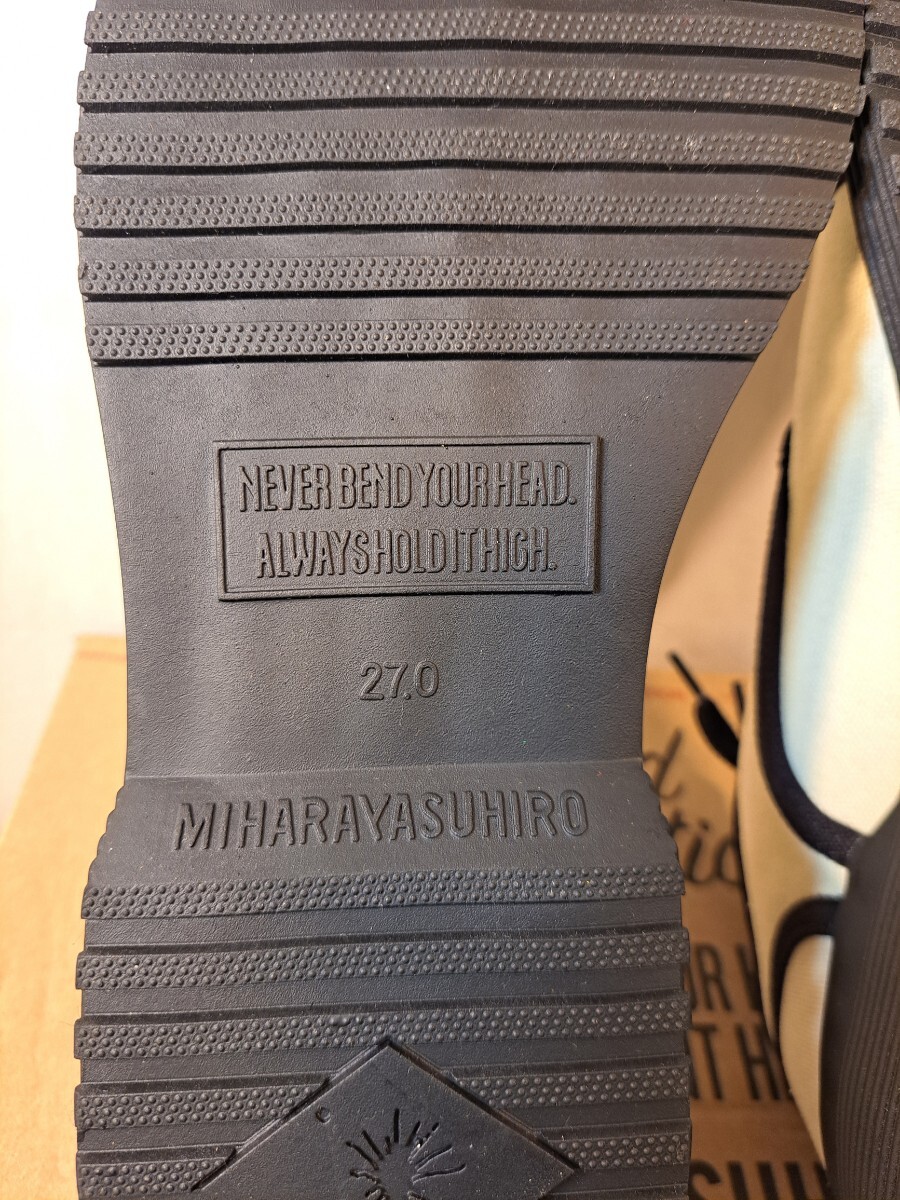 NEVER BEND YOUR HEAD.
ALWAYS HOLD IT HIGH.
27.0
MIHARAYASUHIRO